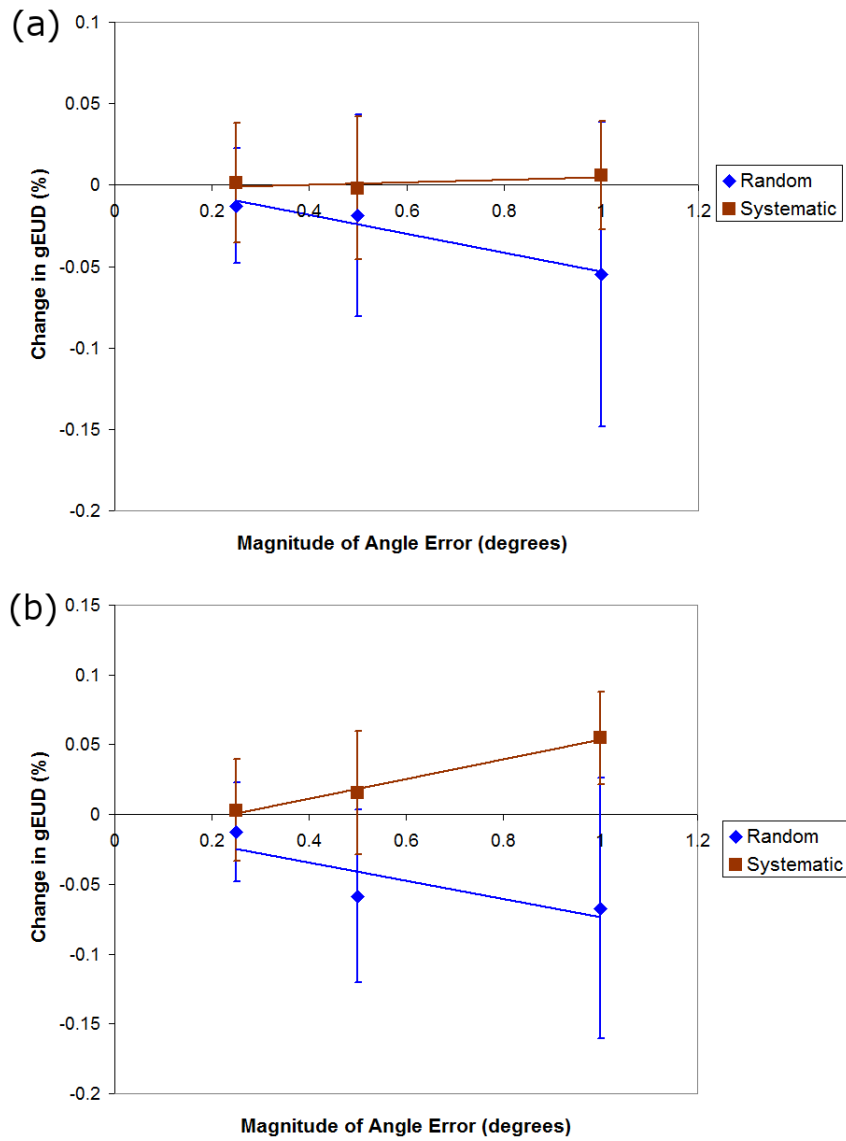 (a)
0.1
0.05
0
-0.05
-0.1
-0.15
-0.2
0 0.2 0.4 0.6 0.8 1 1.2
Change in gEUD (%)
Magnitude of Angle Error (degrees)
Random
Systematic
(b)
0.15
0.1
0.05
0
-0.05
-0.1
-0.15
-0.2
0 0.2 0.4 0.6 0.8 1 1.2
Change in gEUD (%)
Magnitude of Angle Error (degrees)
Random
Systematic